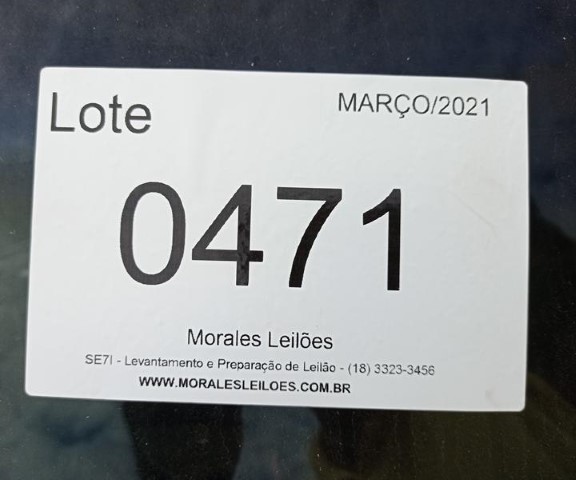 Lote
MARÇO/2021
0471
Morales Leilões
SE7I - Levantamento e Preparação de Leilão - (18) 3323-3456
WWW.MORALESLEILOES.COM.BR